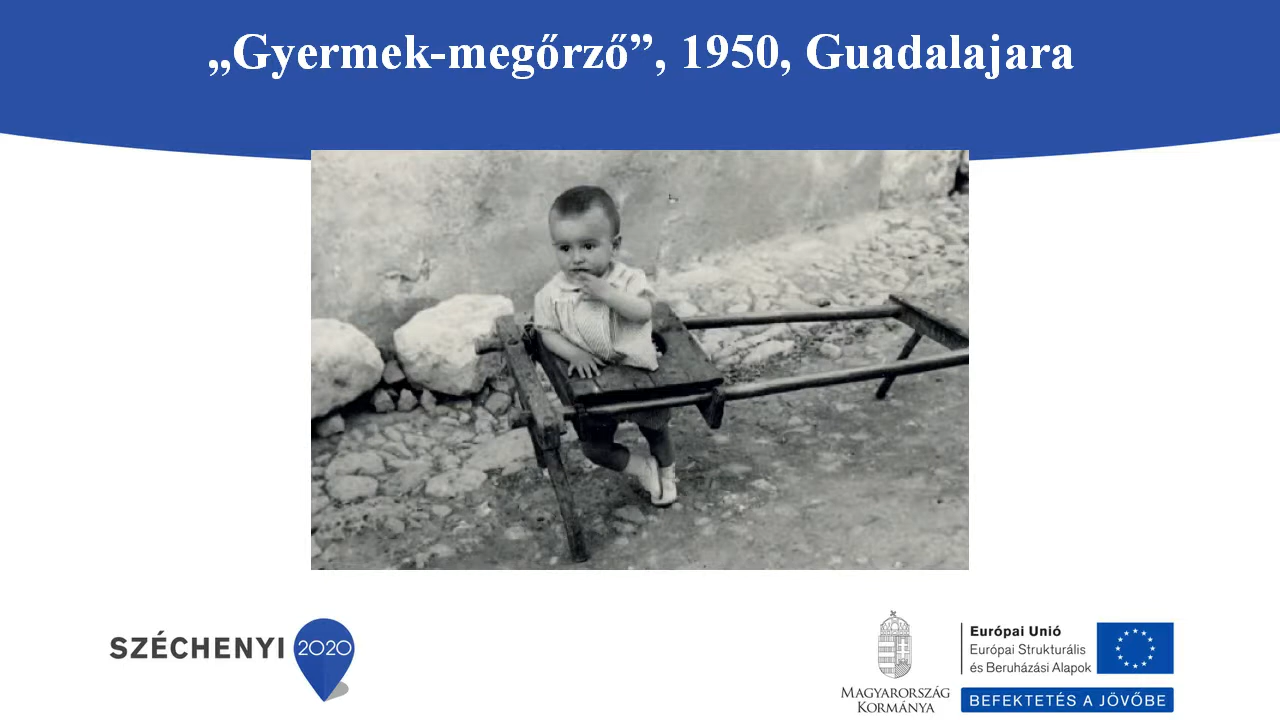 „Gyermek-megőrző”, 1950, Guadalajara
SZÉCHENYI 2020
MAGYARORSZÁG
KORMÁNYA
Európai Unió
Európai Strukturális
és Beruházási Alapok
BEFEKTETÉS A JÖVŐBE